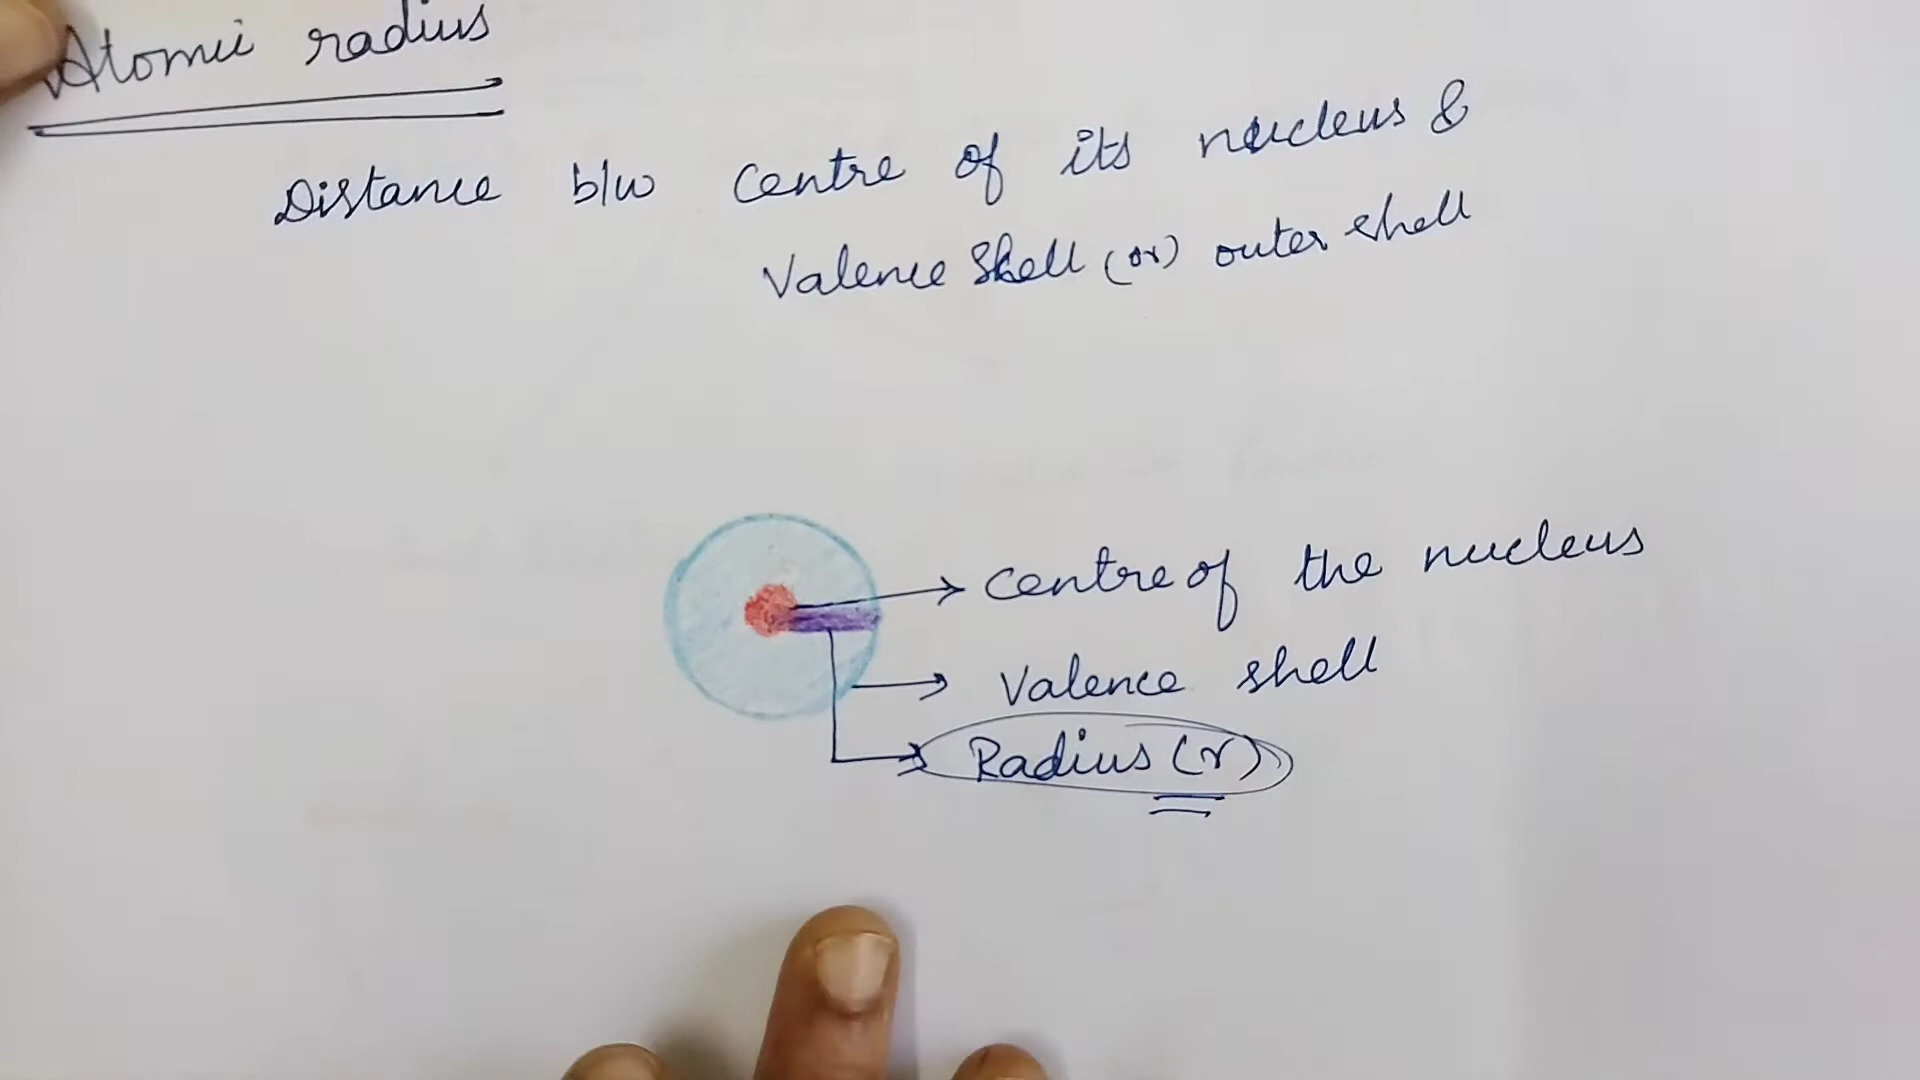 Atomic radius
Distance b/w Centre of its nucleus &
Valence Shell (or) outer shell
Centre of the nucleus
Valence shell
Radius (r)